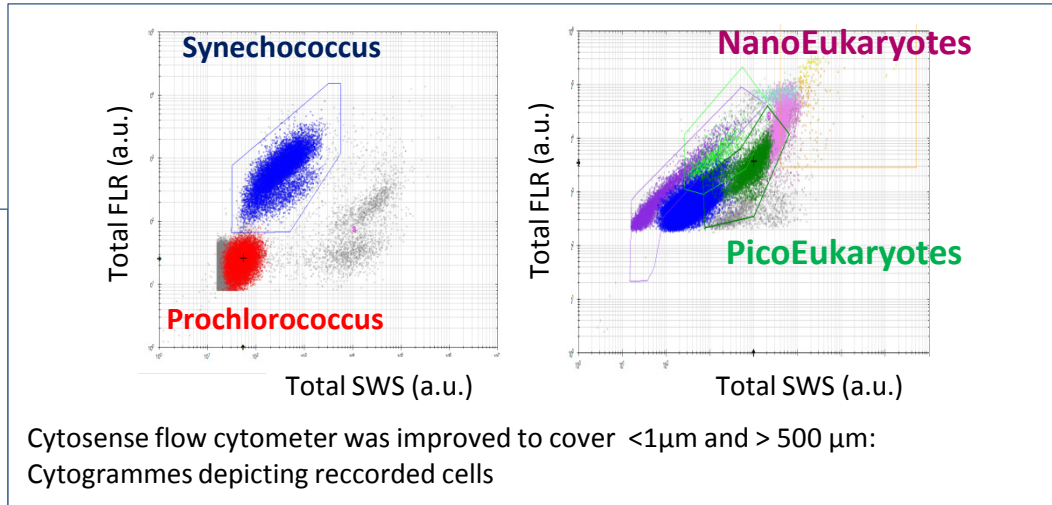 Synechococcus
NanoEukaryotes
Total FLR (a.u.)
Total FLR (a.u.)
Prochlorococcus
PicoEukaryotes
Total SWS (a.u.)
Total SWS (a.u.)
Cytosense flow cytometer was improved to cover <1µm and > 500 µm:
Cytogrammes depicting reccorded cells